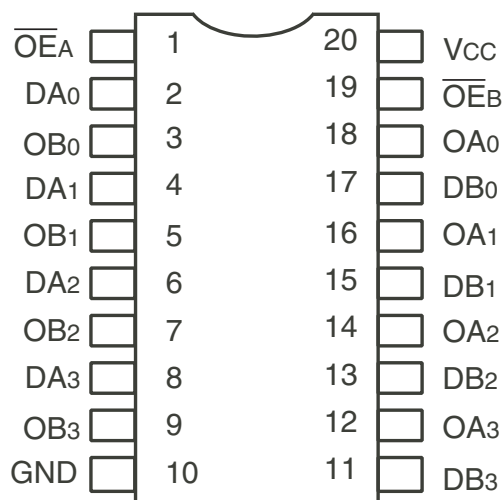 O̅E̅A 1 20 VCC
DA0 2 19 O̅E̅B
OB0 3 18 OA0
DA1 4 17 DB0
OB1 5 16 OA1
DA2 6 15 DB1
OB2 7 14 OA2
DA3 8 13 DB2
OB3 9 12 OA3
GND 10 11 DB3